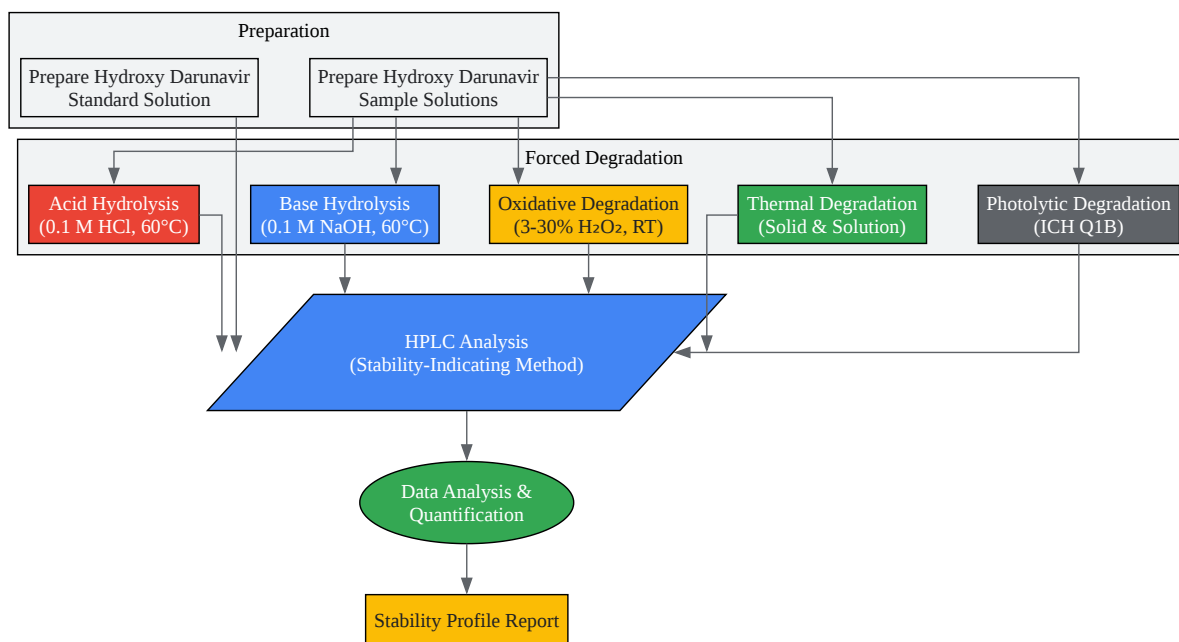 Preparation
Prepare Hydroxy Darunavir
Standard Solution
Prepare Hydroxy Darunavir
Sample Solutions
Forced Degradation
Acid Hydrolysis
(0.1 M HCl, 60°C)
Base Hydrolysis
(0.1 M NaOH, 60°C)
Oxidative Degradation
(3-30% H₂O₂, RT)
Thermal Degradation
(Solid & Solution)
Photolytic Degradation
(ICH Q1B)
HPLC Analysis
(Stability-Indicating Method)
Data Analysis &
Quantification
Stability Profile Report